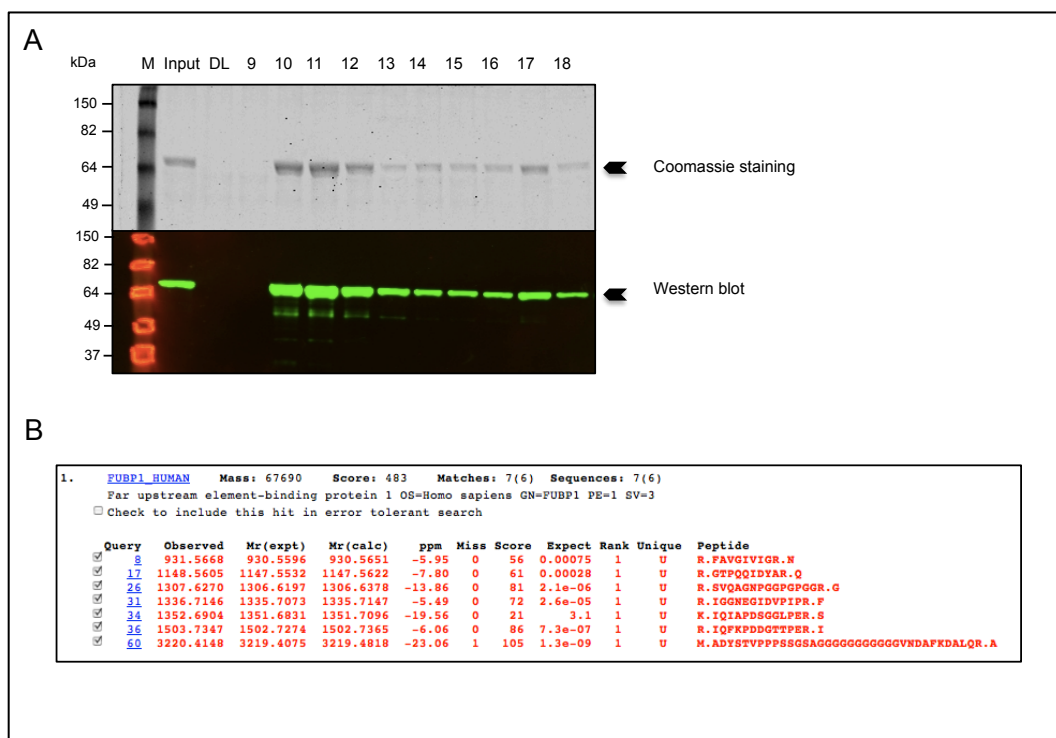 A
kDa M Input DL 9 10 11 12 13 14 15 16 17 18
150
82
64
49
Coomassie staining
150
82
64
49
37
Western blot
B
1. FUBP1_HUMAN Mass: 67690 Score: 483 Matches: 7(6) Sequences: 7(6)
Far upstream element-binding protein 1 OS=Homo sapiens GN=FUBP1 PE=1 SV=3
Check to include this hit in error tolerant search
Query Observed Mr(expt) Mr(calc) ppm Miss Score Expect Rank Unique Peptide
8 931.5668 930.5596 930.5651 -5.95 0 56 0.00075 1 U R.FAVGIVIGR.N
17 1148.5605 1147.5532 1147.5622 -7.80 0 61 0.00028 1 U R.GTPQQIDYAR.Q
26 1307.6270 1306.6197 1306.6378 -13.86 0 81 2.1e-06 1 U R.SVQAGNPGGPGPGGR.G
31 1336.7146 1335.7073 1335.7147 -5.49 0 72 2.6e-05 1 U R.IGGNEGIDVPIPR.F
34 1352.6904 1351.6831 1351.7096 -19.56 0 21 3.1 1 U K.IQIAPDSGGLPER.S
36 1503.7347 1502.7274 1502.7365 -6.06 0 86 7.3e-07 1 U R.IQFKPDDGTTPER.I
60 3220.4148 3219.4075 3219.4818 -23.06 1 105 1.3e-09 1 U M.ADYSTVPPPSSGSAGGGGGGGGGGGVNDAFKDALQR.A